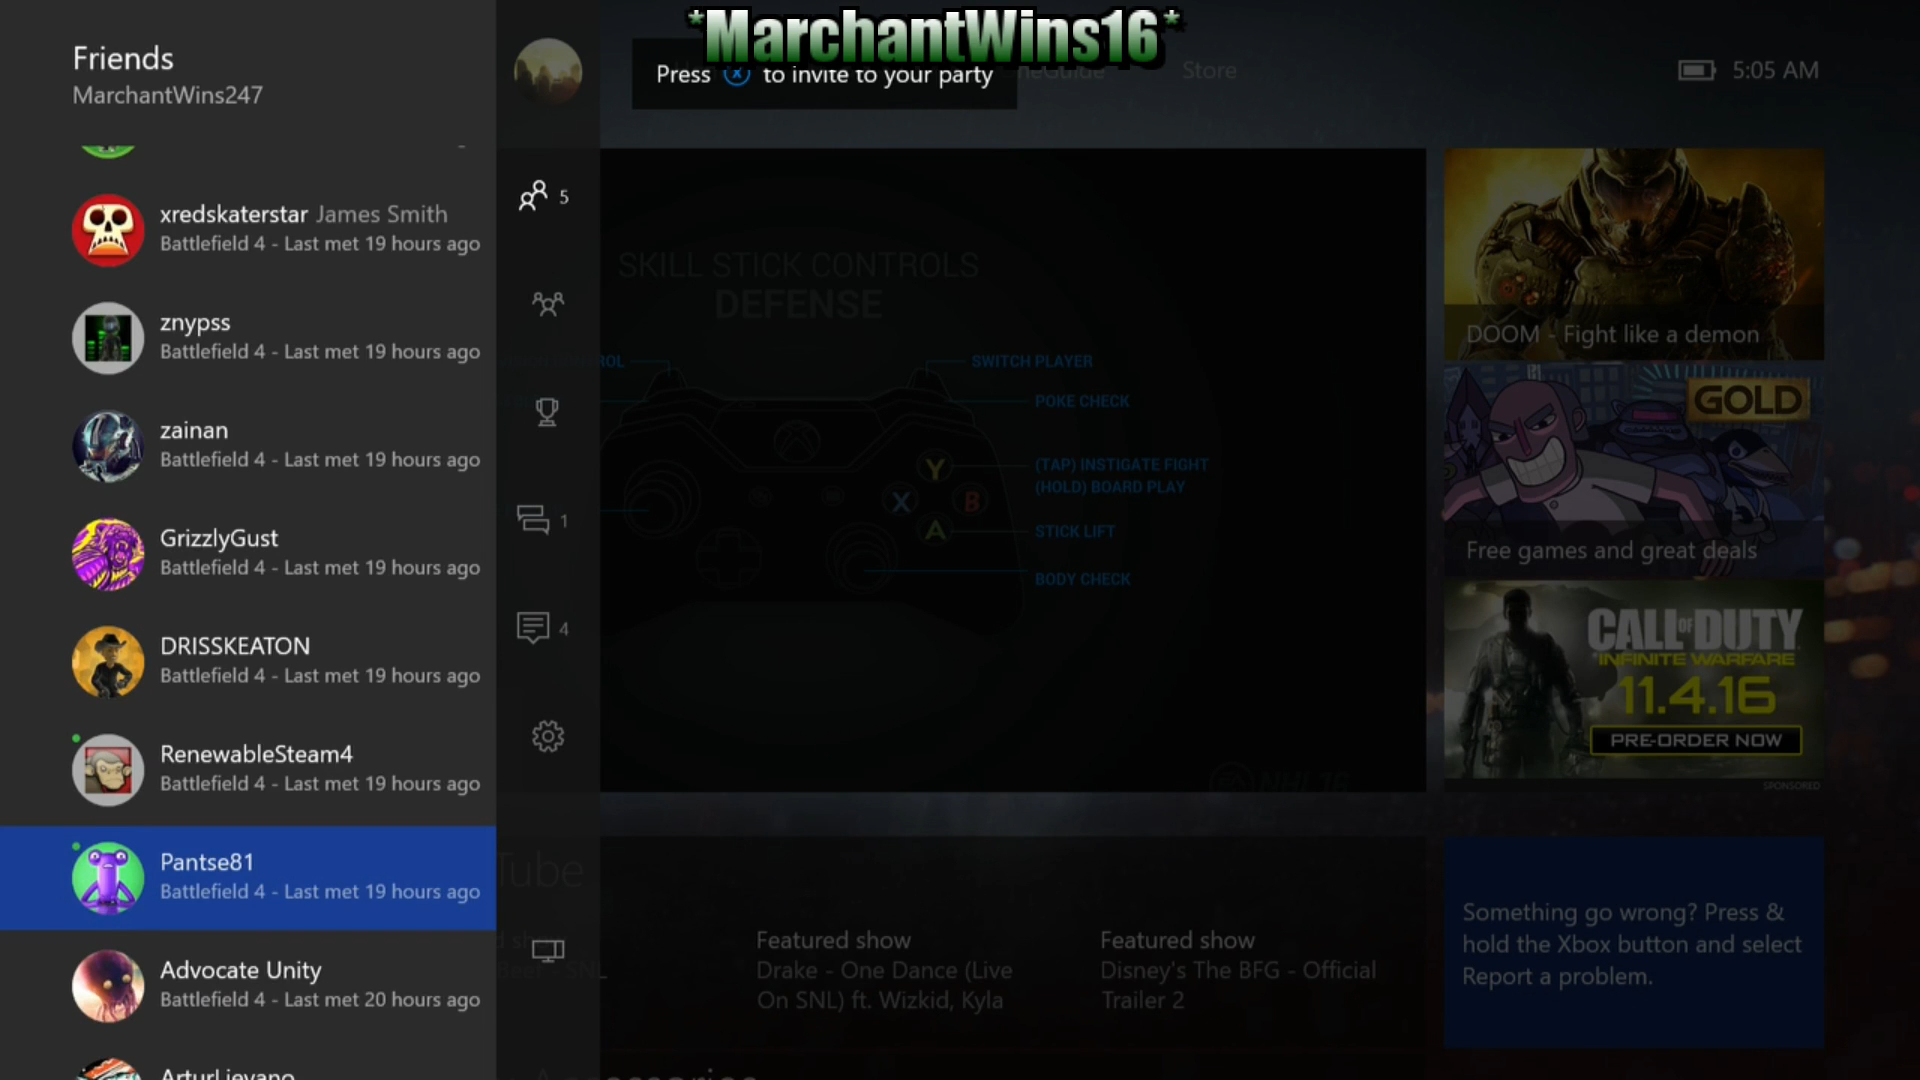 *MarchantWins16*
Friends
MarchantWins247
Press X to invite to your party
Store
5:05 AM
xredskaterstar James Smith
Battlefield 4 - Last met 19 hours ago
znypss
Battlefield 4 - Last met 19 hours ago
zainan
Battlefield 4 - Last met 19 hours ago
GrizzlyGust
Battlefield 4 - Last met 19 hours ago
DRISSKEATON
Battlefield 4 - Last met 19 hours ago
RenewableSteam4
Battlefield 4 - Last met 19 hours ago
Pantse81
Battlefield 4 - Last met 19 hours ago
Advocate Unity
Battlefield 4 - Last met 20 hours ago
5
1
4
SKILL STICK CONTROLS
DEFENSE
SWITCH PLAYER
POKE CHECK
(TAP) INSTIGATE FIGHT
(HOLD) BOARD PLAY
STICK LIFT
BODY CHECK
Y
X
B
A
NHL 16
DOOM - Fight like a demon
GOLD
Free games and great deals
CALL OF DUTY
INFINITE WARFARE
11.4.16
PRE-ORDER NOW
SPONSORED
Tube
SNL
Featured show
Drake - One Dance (Live
On SNL) ft. Wizkid, Kyla
Featured show
Disney's The BFG - Official
Trailer 2
Something go wrong? Press &
hold the Xbox button and select
Report a problem.